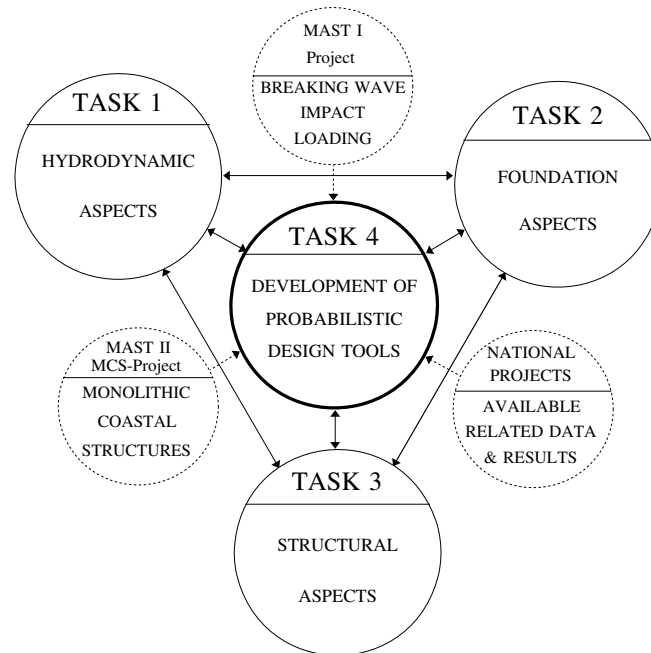 MAST I
Project
BREAKING WAVE
IMPACT
LOADING
TASK 1
HYDRODYNAMIC
ASPECTS
TASK 2
FOUNDATION
ASPECTS
TASK 4
DEVELOPMENT OF
PROBABILISTIC
DESIGN TOOLS
MAST II
MCS-Project
MONOLITHIC
COASTAL
STRUCTURES
NATIONAL
PROJECTS
AVAILABLE
RELATED DATA
& RESULTS
TASK 3
STRUCTURAL
ASPECTS